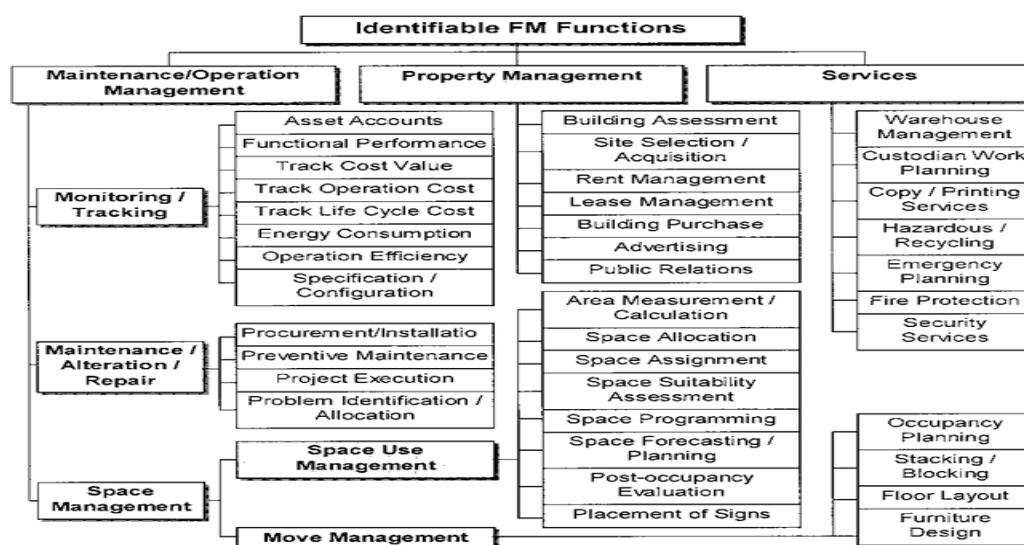 Identifiable FM Functions
Maintenance/Operation
Management
Property Management
Services
Monitoring /
Tracking
Asset Accounts
Functional Performance
Track Cost Value
Track Operation Cost
Track Life Cycle Cost
Energy Consumption
Operation Efficiency
Specification /
Configuration
Maintenance /
Alteration /
Repair
Procurement/Installatio
Preventive Maintenance
Project Execution
Problem Identification /
Allocation
Space
Management
Space Use
Management
Move Management
Building Assessment
Site Selection /
Acquisition
Rent Management
Lease Management
Building Purchase
Advertising
Public Relations
Area Measurement /
Calculation
Space Allocation
Space Assignment
Space Suitability
Assessment
Space Programming
Space Forecasting /
Planning
Post-occupancy
Evaluation
Placement of Signs
Warehouse
Management
Custodian Work
Planning
Copy / Printing
Services
Hazardous /
Recycling
Emergency
Planning
Fire Protection
Security
Services
Occupancy
Planning
Stacking /
Blocking
Floor Layout
Furniture
Design